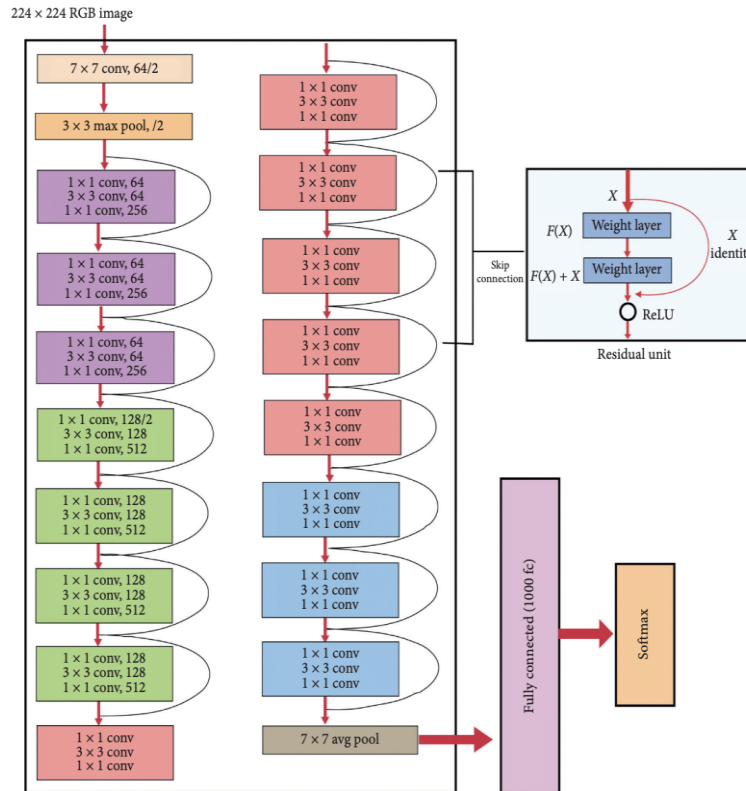 224 × 224 RGB image
7 × 7 conv, 64/2
3 × 3 max pool, /2
1 × 1 conv, 64
3 × 3 conv, 64
1 × 1 conv, 256
1 × 1 conv, 64
3 × 3 conv, 64
1 × 1 conv, 256
1 × 1 conv, 64
3 × 3 conv, 64
1 × 1 conv, 256
1 × 1 conv, 128/2
3 × 3 conv, 128
1 × 1 conv, 512
1 × 1 conv, 128
3 × 3 conv, 128
1 × 1 conv, 512
1 × 1 conv, 128
3 × 3 conv, 128
1 × 1 conv, 512
1 × 1 conv, 128
3 × 3 conv, 128
1 × 1 conv, 512
1 × 1 conv
3 × 3 conv
1 × 1 conv
1 × 1 conv
3 × 3 conv
1 × 1 conv
1 × 1 conv
3 × 3 conv
1 × 1 conv
1 × 1 conv
3 × 3 conv
1 × 1 conv
1 × 1 conv
3 × 3 conv
1 × 1 conv
1 × 1 conv
3 × 3 conv
1 × 1 conv
1 × 1 conv
3 × 3 conv
1 × 1 conv
1 × 1 conv
3 × 3 conv
1 × 1 conv
1 × 1 conv
3 × 3 conv
1 × 1 conv
7 × 7 avg pool
Skip
connection
X
F(X)
Weight layer
X
identit
F(X) + X
Weight layer
ReLU
Residual unit
Fully connected (1000 fc)
Softmax